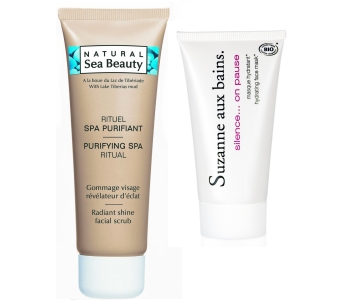 NATURAL
Sea Beauty
A la boue du Lac de Tibériade
With Lake Tiberias mud
RITUEL
SPA PURIFIANT
PURIFYING SPA
RITUAL
Gommage visage
révélateur d'éclat
Radiant shine
facial scrub
Suzanne aux bains.
silence... on pause
masque hydratant*
hydrating face mask*
BIO